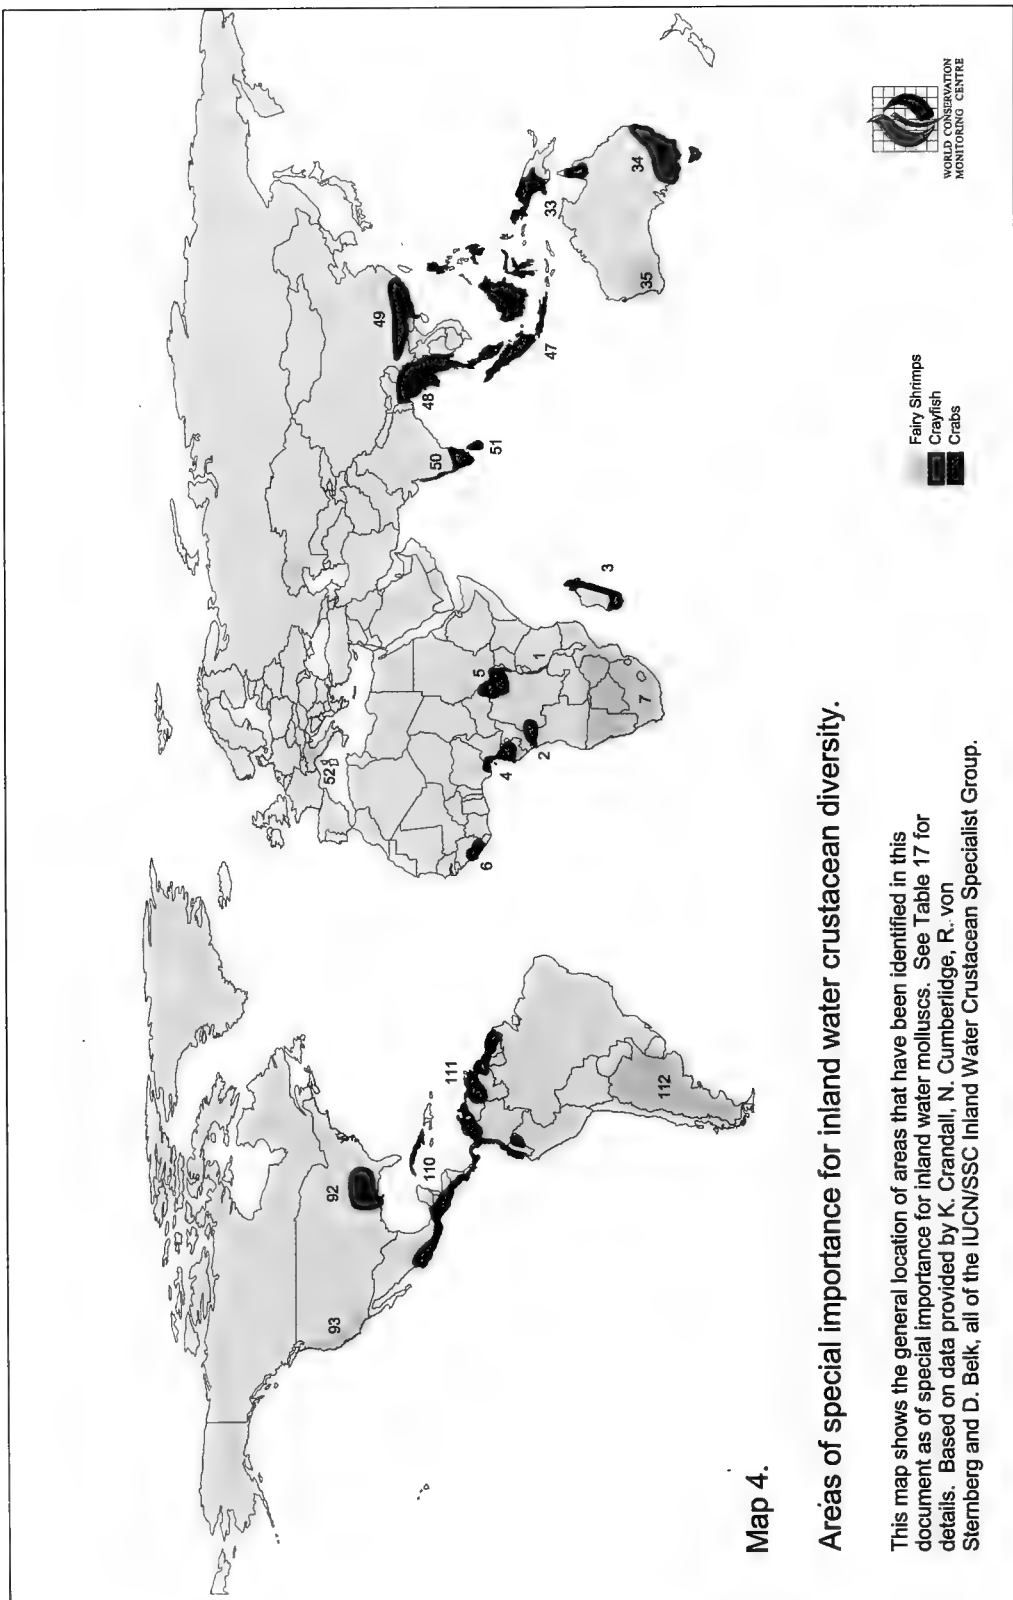 93
92
110
111
112
52
6
4
2
5
1
7
3
50
51
48
49
47
33
34
35
Fairy Shrimps
Crayfish
Crabs
WORLD CONSERVATION
MONITORING CENTRE
Map 4.
Areas of special importance for inland water crustacean diversity.
This map shows the general location of areas that have been identified in this
document as of special importance for inland water molluscs. See Table 17 for
details. Based on data provided by K. Crandall, N. Cumberlidge, R. von
Sternberg and D. Belk, all of the IUCN/SSC Inland Water Crustacean Specialist Group.